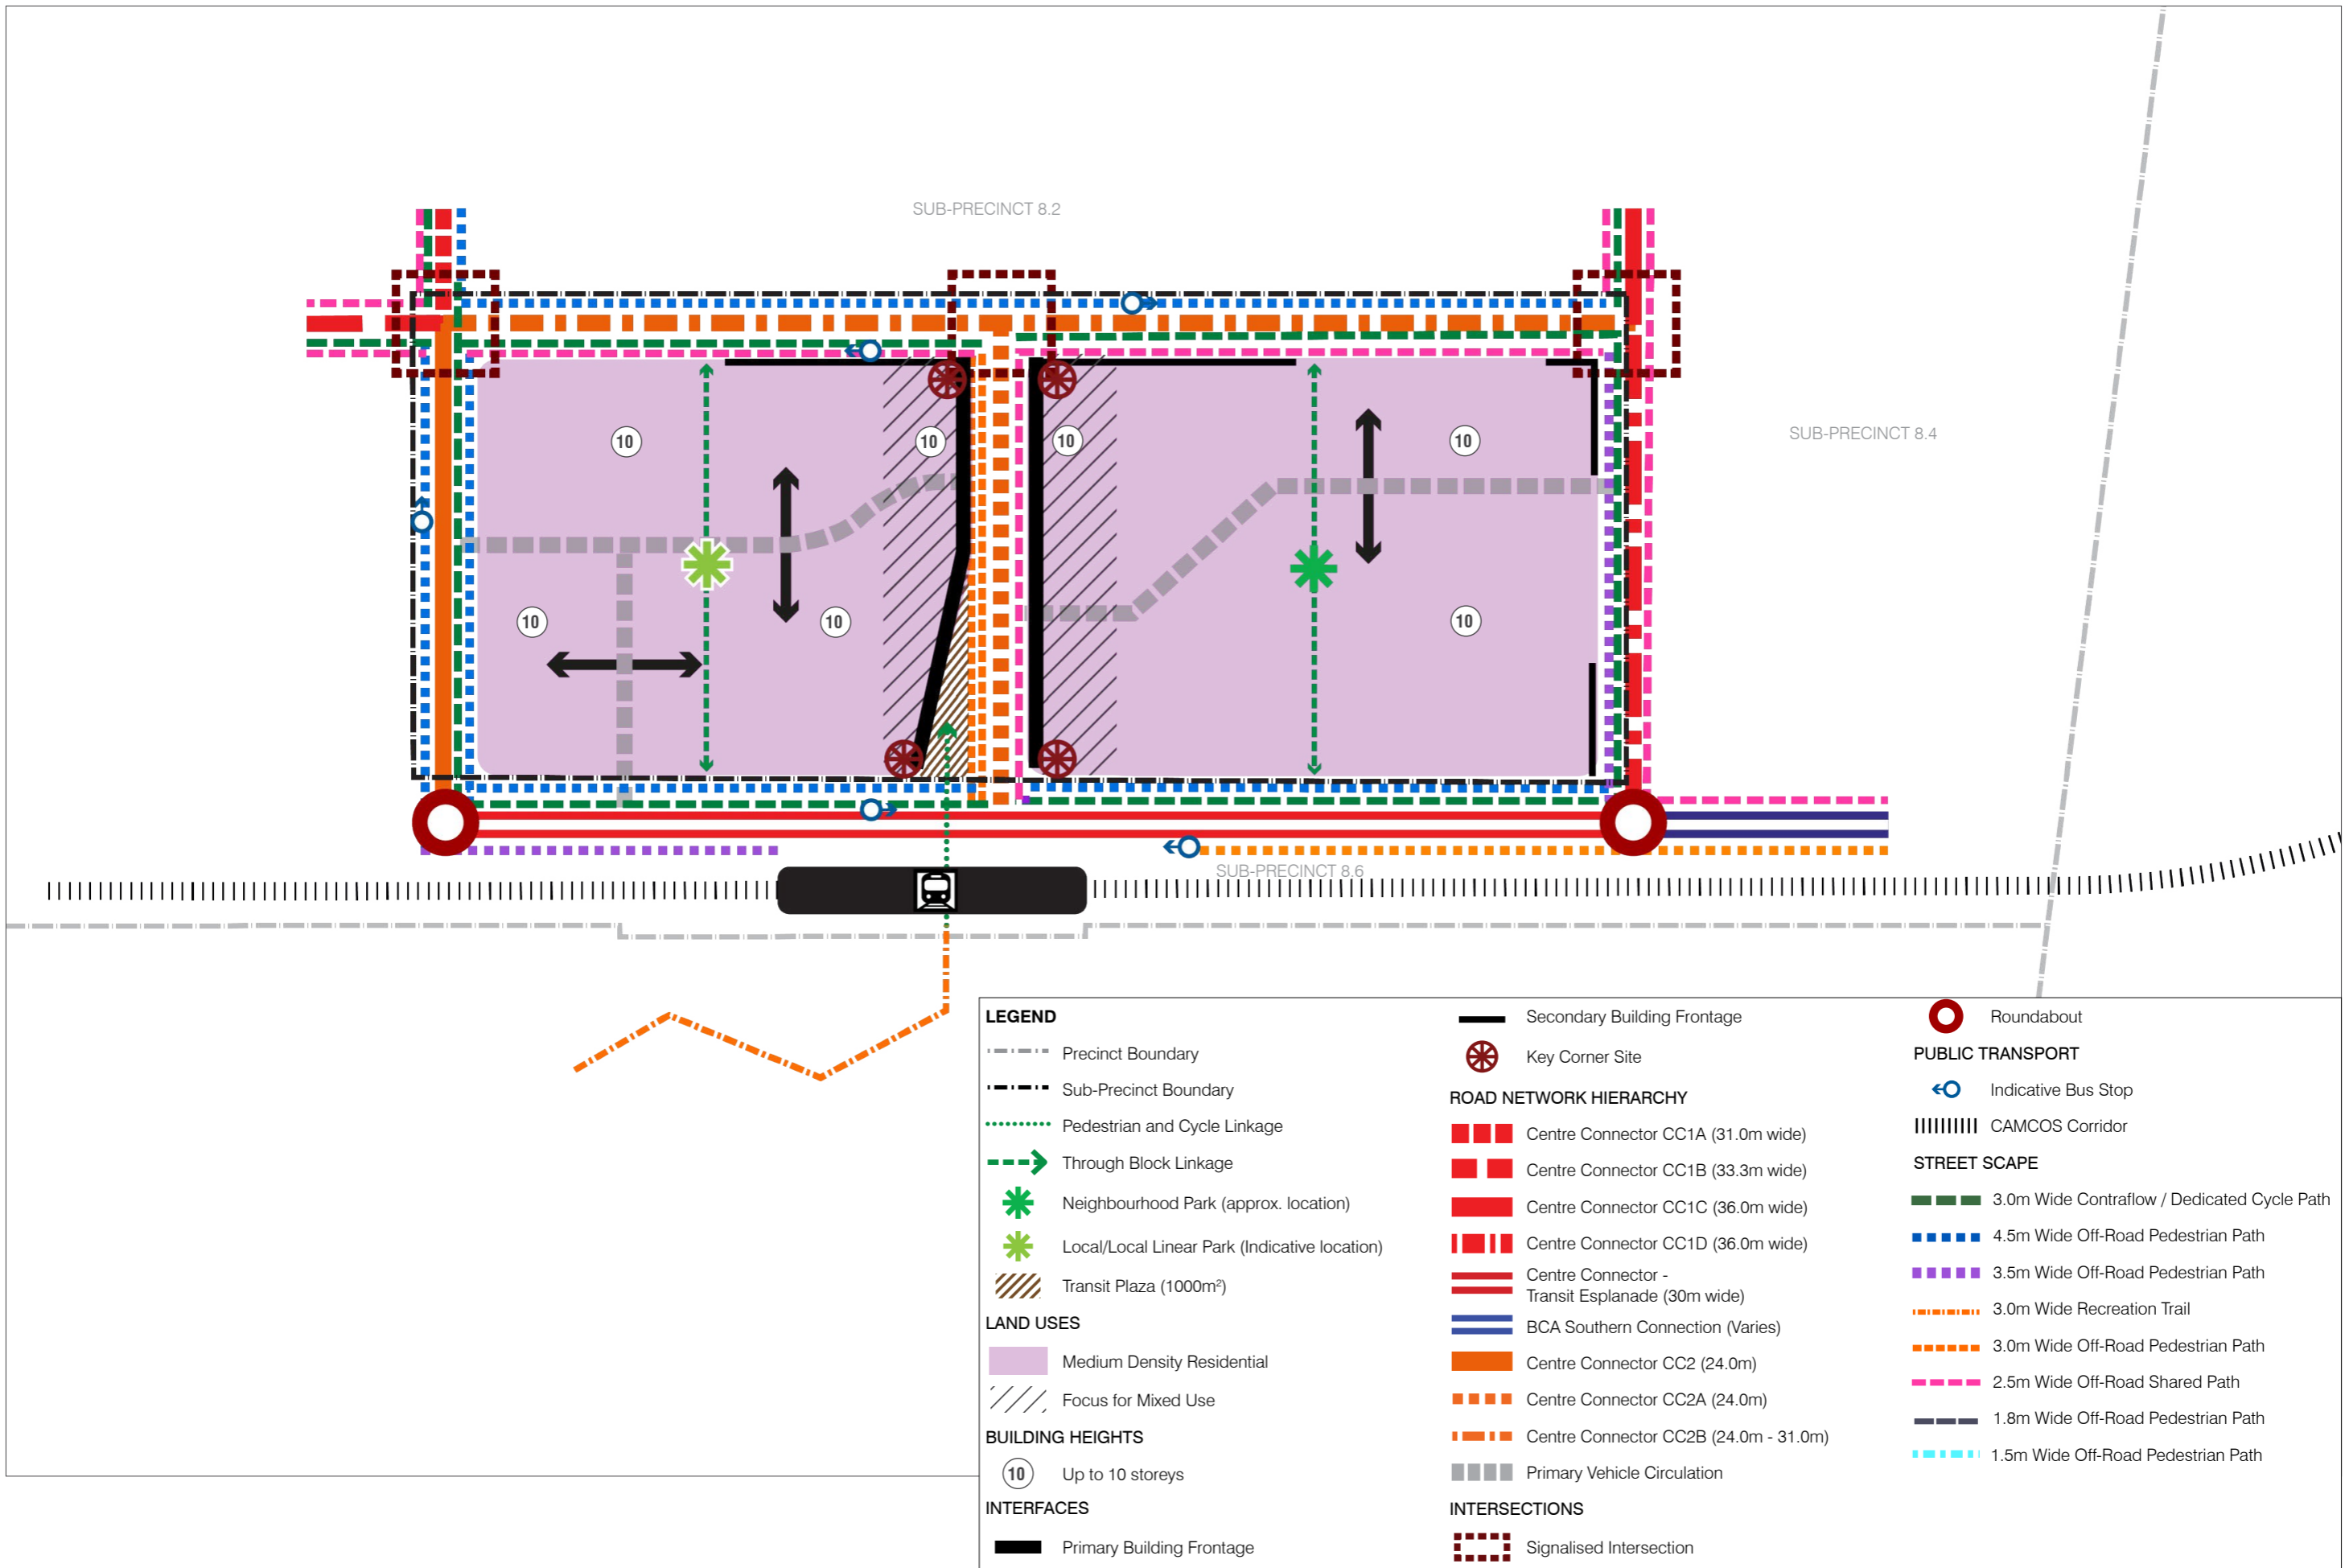 SUB-PRECINCT 8.2
SUB-PRECINCT 8.4
10
10
10
10
10
10
10
SUB-PRECINCT 8.6
LEGEND
Precinct Boundary
Sub-Precinct Boundary
Pedestrian and Cycle Linkage
Through Block Linkage
Neighbourhood Park (approx. location)
Local/Local Linear Park (Indicative location)
Transit Plaza (1000m²)
LAND USES
Medium Density Residential
Focus for Mixed Use
BUILDING HEIGHTS
10 Up to 10 storeys
INTERFACES
Primary Building Frontage
Secondary Building Frontage
Key Corner Site
ROAD NETWORK HIERARCHY
Centre Connector CC1A (31.0m wide)
Centre Connector CC1B (33.3m wide)
Centre Connector CC1C (36.0m wide)
Centre Connector CC1D (36.0m wide)
Centre Connector -
Transit Esplanade (30m wide)
BCA Southern Connection (Varies)
Centre Connector CC2 (24.0m)
Centre Connector CC2A (24.0m)
Centre Connector CC2B (24.0m - 31.0m)
Primary Vehicle Circulation
INTERSECTIONS
Signalised Intersection
Roundabout
PUBLIC TRANSPORT
Indicative Bus Stop
CAMCOS Corridor
STREET SCAPE
3.0m Wide Contraflow / Dedicated Cycle Path
4.5m Wide Off-Road Pedestrian Path
3.5m Wide Off-Road Pedestrian Path
3.0m Wide Recreation Trail
3.0m Wide Off-Road Pedestrian Path
2.5m Wide Off-Road Shared Path
1.8m Wide Off-Road Pedestrian Path
1.5m Wide Off-Road Pedestrian Path